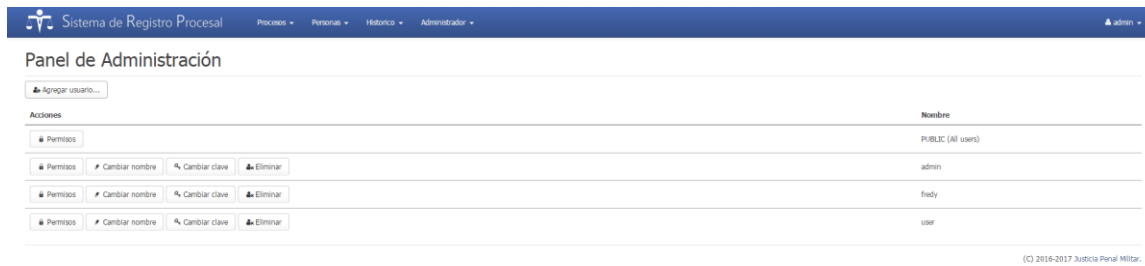 Sistema de Registro Procesal Procesos Personas Historico Administrador admin
Panel de Administración
Agregar usuario...
Acciones Nombre
Permisos PUBLIC (All users)
Permisos Cambiar nombre Cambiar clave Eliminar admin
Permisos Cambiar nombre Cambiar clave Eliminar fredy
Permisos Cambiar nombre Cambiar clave Eliminar user
(C) 2016-2017 Justicia Penal Militar.